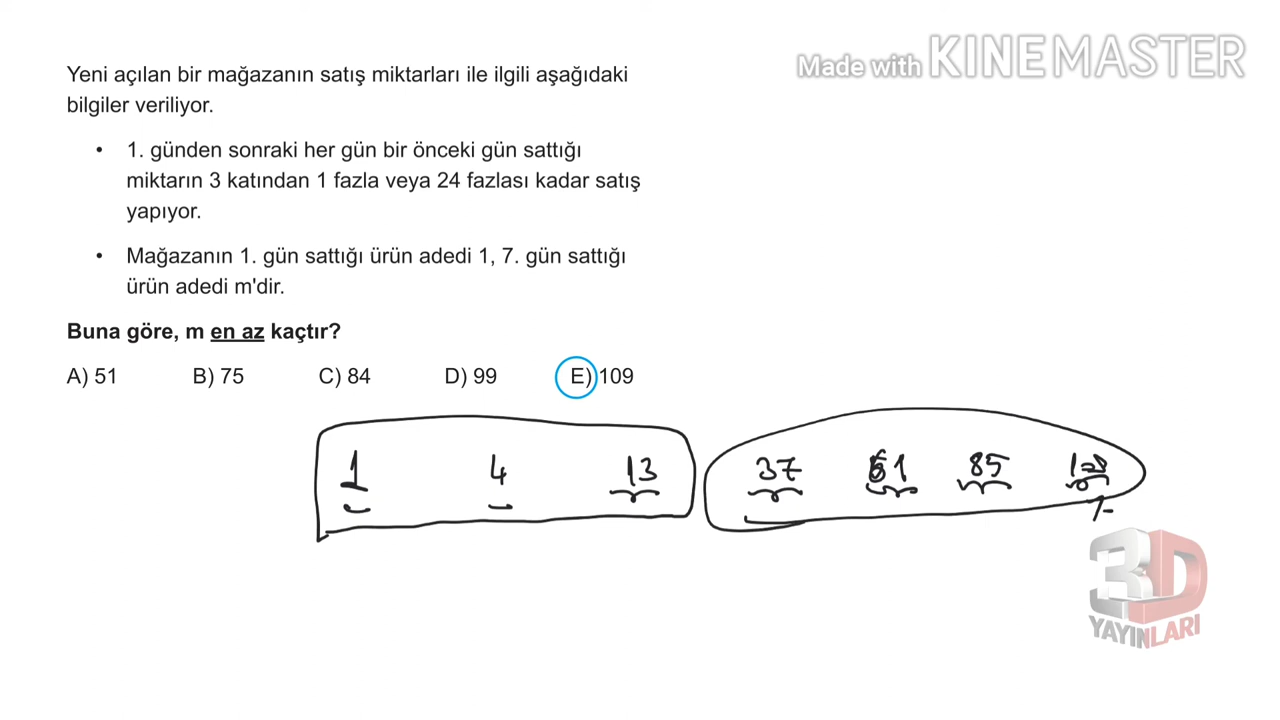 Made with KINEMASTER
Yeni açılan bir mağazanın satış miktarları ile ilgili aşağıdaki
bilgiler veriliyor.
• 1. günden sonraki her gün bir önceki gün sattığı
miktarın 3 katından 1 fazla veya 24 fazlası kadar satış
yapıyor.
• Mağazanın 1. gün sattığı ürün adedi 1, 7. gün sattığı
ürün adedi m'dir.
Buna göre, m en az kaçtır?
A) 51 B) 75 C) 84 D) 99 E) 109
1 4 13 37 61 85
3D
YAYINLARI